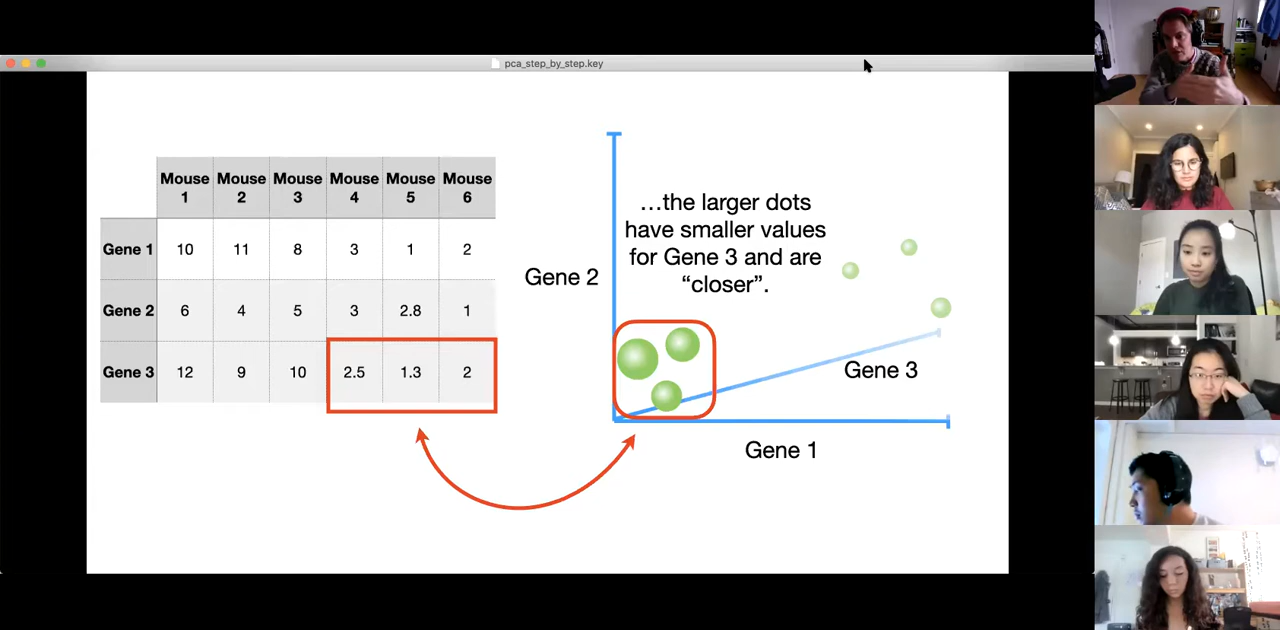 pca_step_by_step.key
Mouse 1 Mouse 2 Mouse 3 Mouse 4 Mouse 5 Mouse 6
Gene 1 10 11 8 3 1 2
Gene 2 6 4 5 3 2.8 1
Gene 3 12 9 10 2.5 1.3 2
…the larger dots
have smaller values
for Gene 3 and are
“closer”.
Gene 2
Gene 3
Gene 1